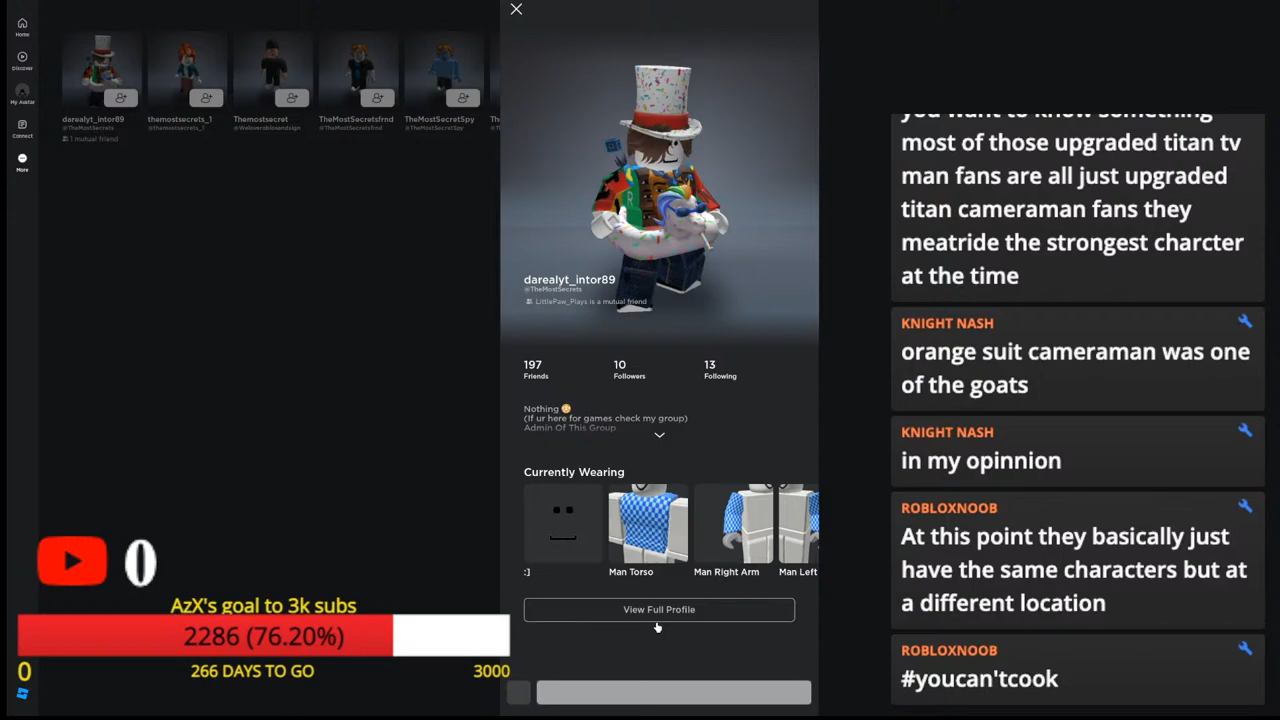 Home
Discover
My Avatar
Connect
More
darealyt_intor89
@TheMostSecrets
1 mutual friend
themostsecrets_1
@themostsecrets_1
Themostsecret
@Weloverobloxendsign
TheMostSecretsfrnd
@TheMostSecretsfrnd
TheMostSecretSpy
@TheMostSecretSpy
darealyt_intor89
@TheMostSecrets
LittlePaw_Plays is a mutual friend
197
Friends
10
Followers
13
Following
Nothing
(If ur here for games check my group)
Admin Of This Group
Currently Wearing
:]
Man Torso
Man Right Arm
Man Left
View Full Profile
0
AzX's goal to 3k subs
2286 (76.20%)
0
266 DAYS TO GO
3000
you want to know something
most of those upgraded titan tv
man fans are all just upgraded
titan cameraman fans they
meatride the strongest charcter
at the time
KNIGHT NASH
orange suit cameraman was one
of the goats
KNIGHT NASH
in my opinnion
ROBLOXNOOB
At this point they basically just
have the same characters but at
a different location
ROBLOXNOOB
#youcan'tcook